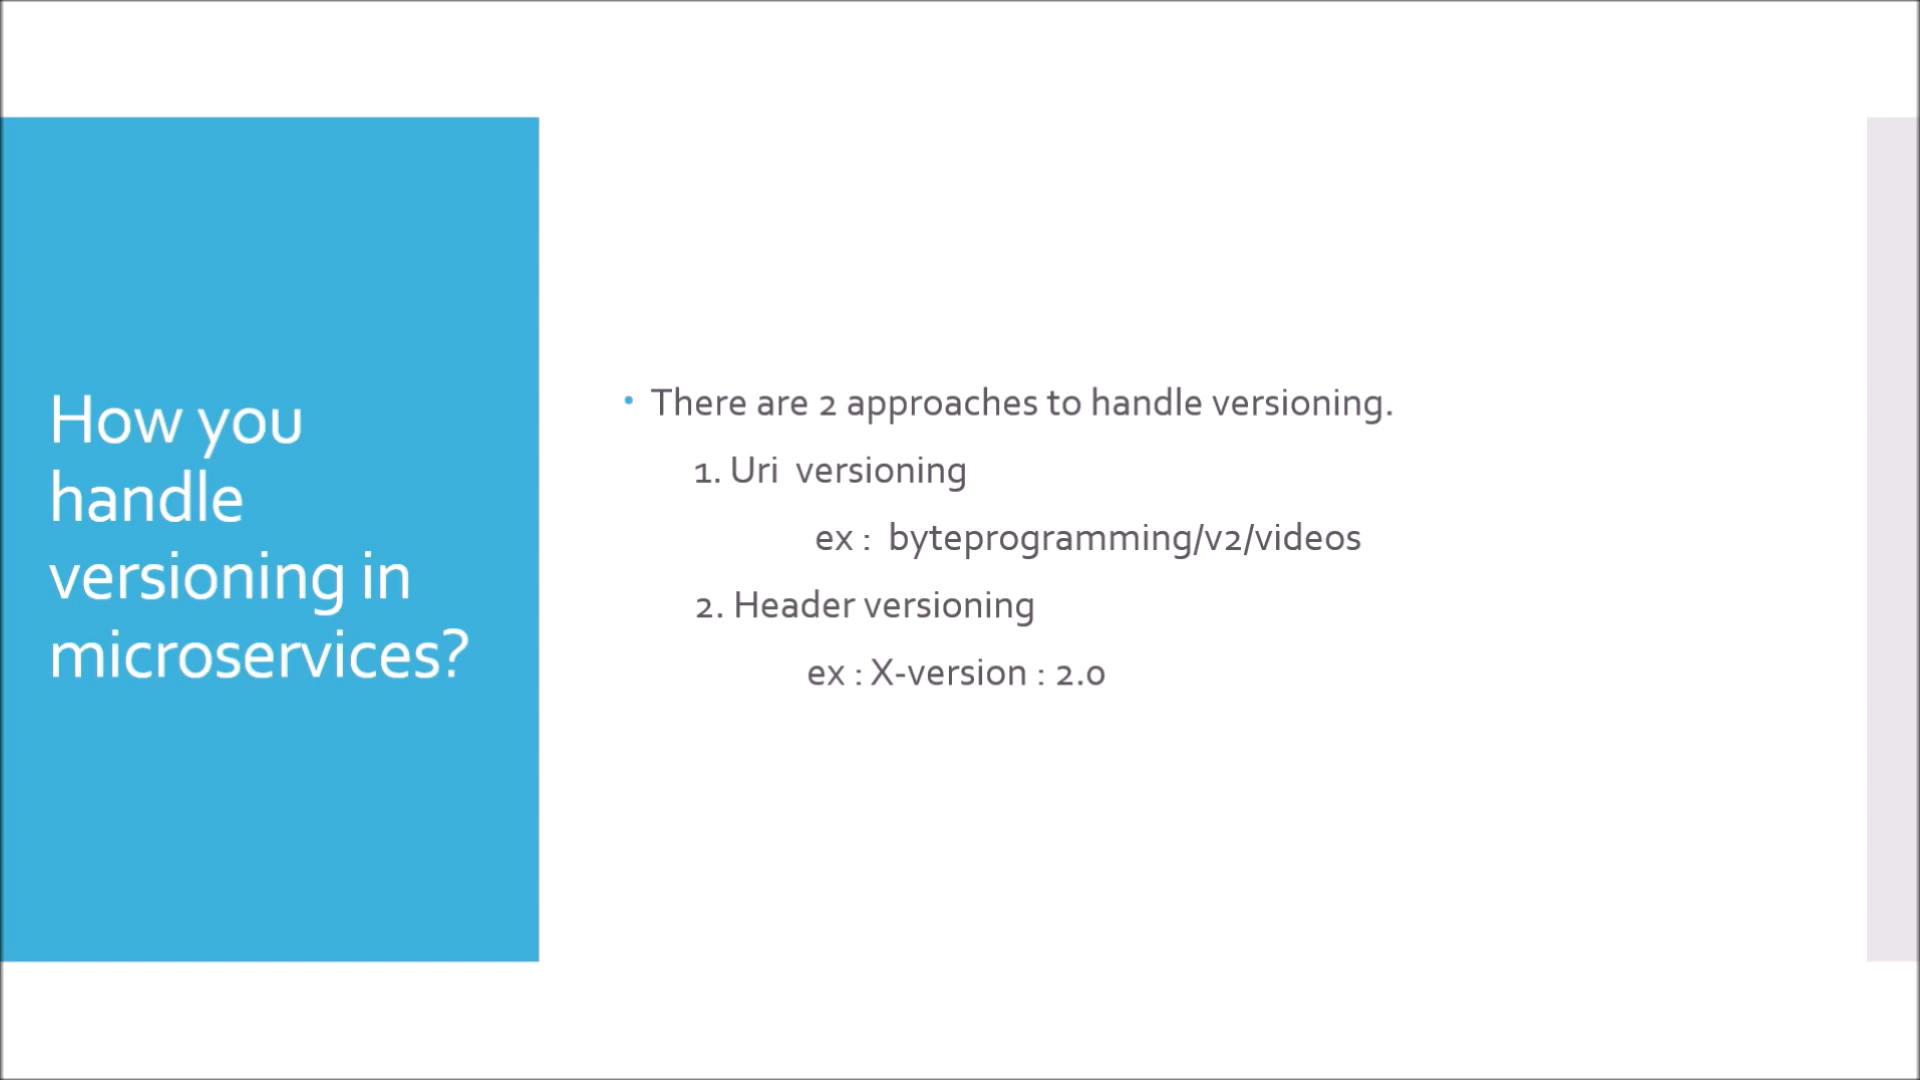 How you
handle
versioning in
microservices?
• There are 2 approaches to handle versioning.
1. Uri versioning
ex : byteprogramming/v2/videos
2. Header versioning
ex : X-version : 2.0